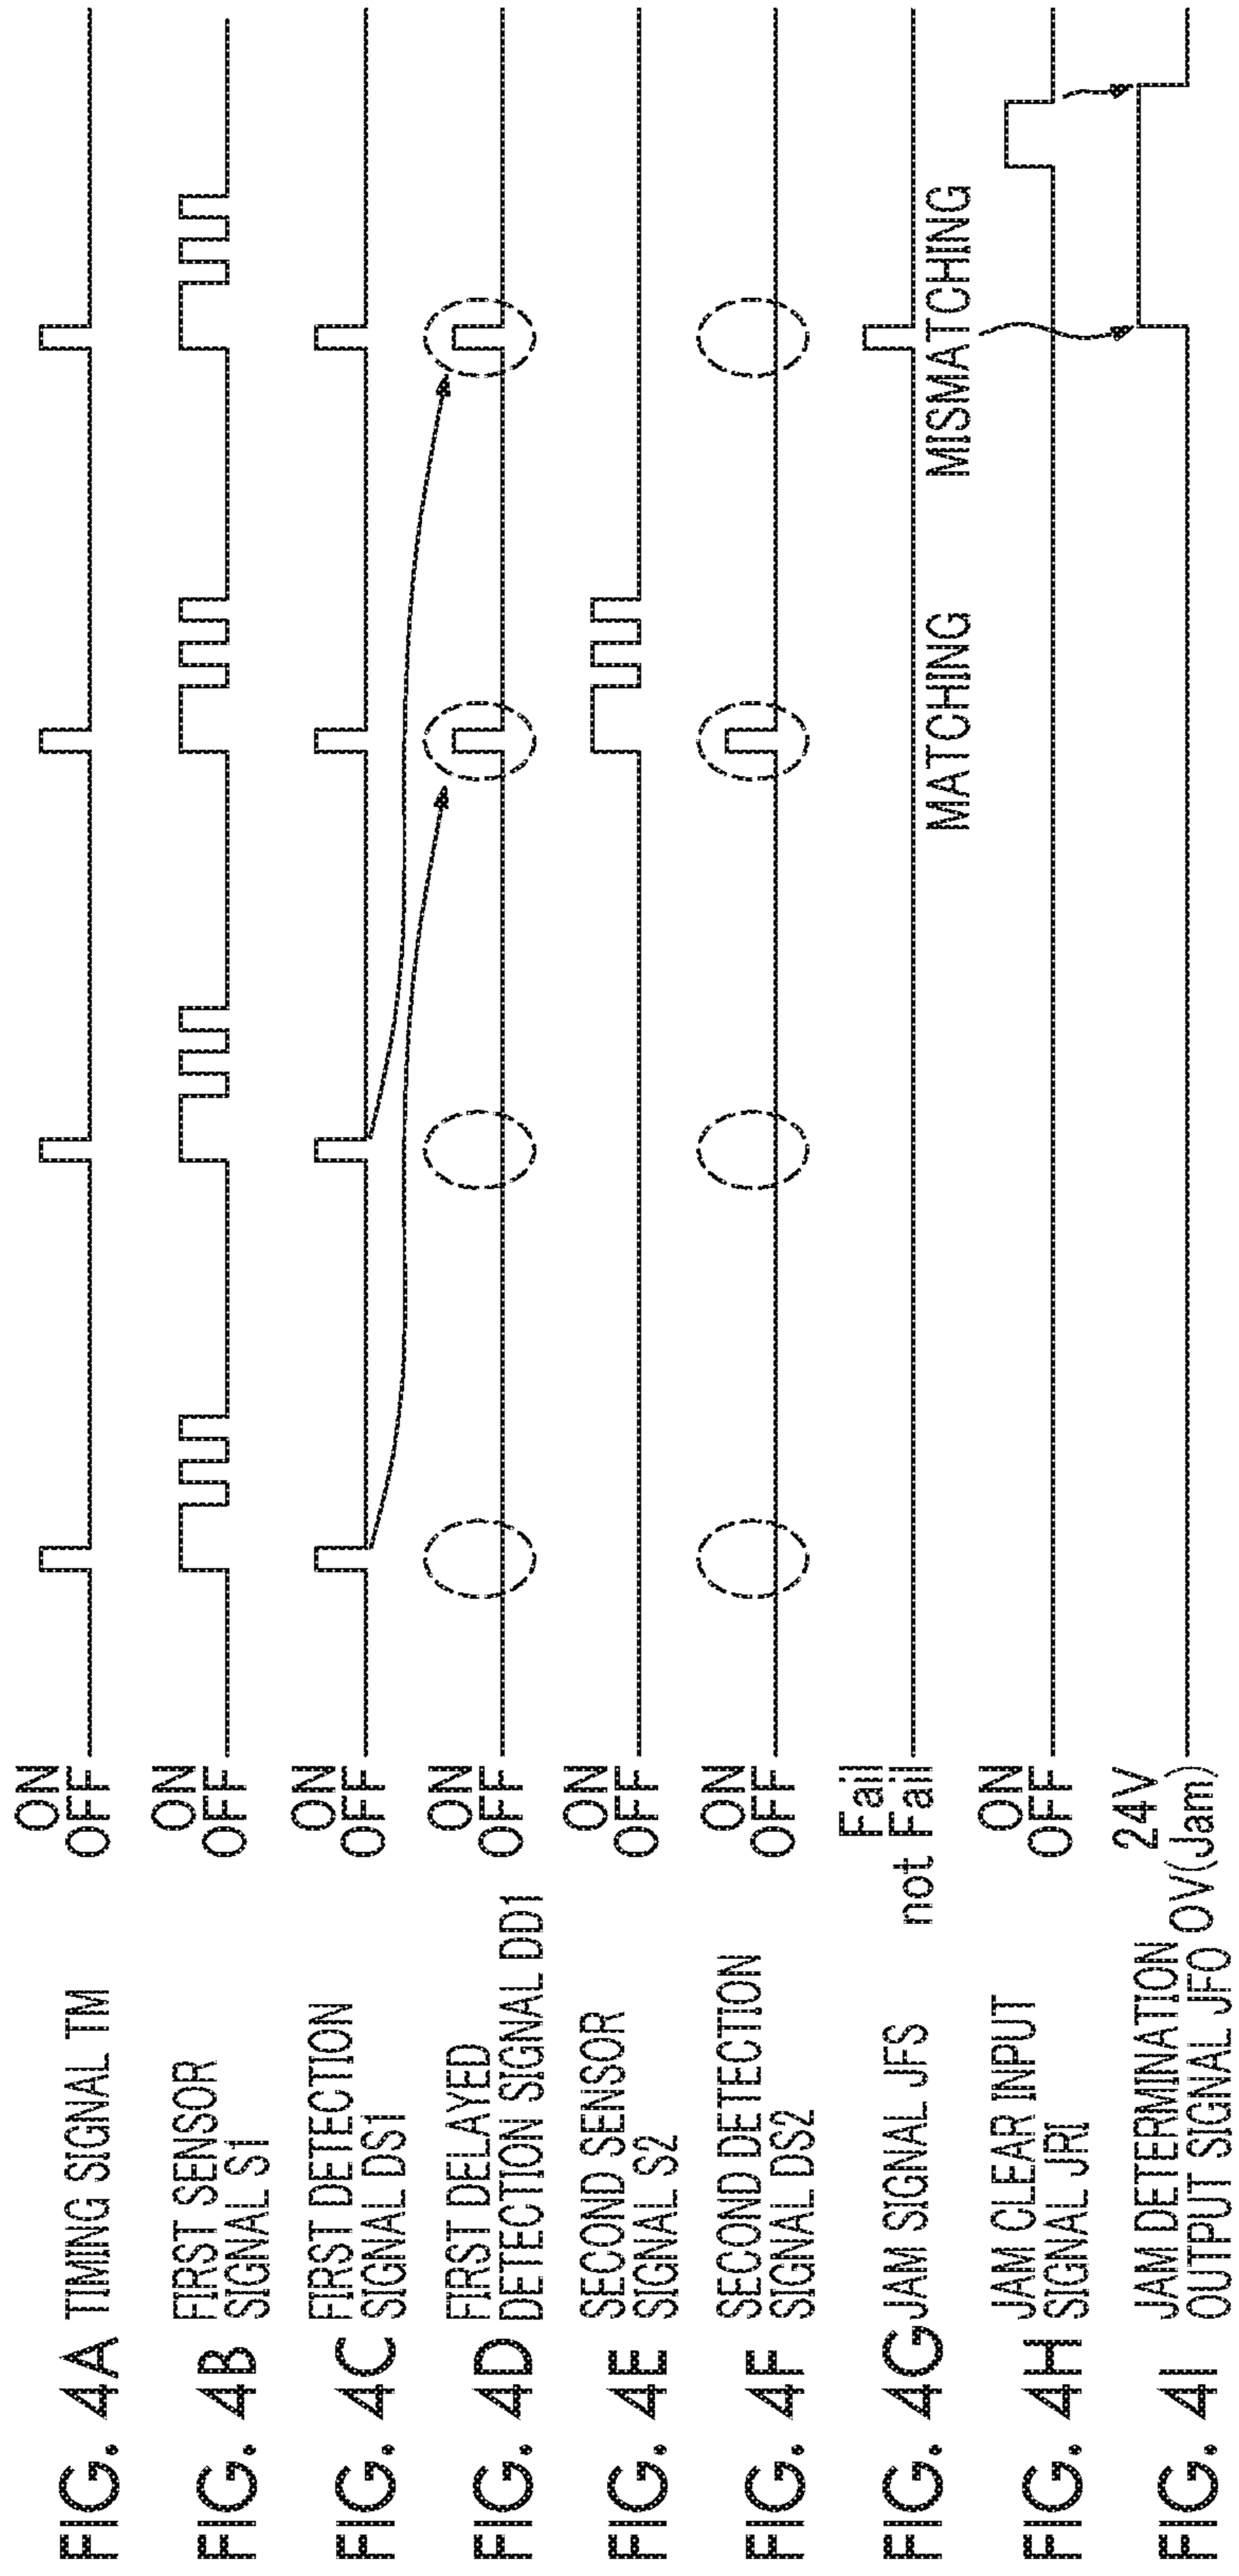 FIG. 4A TIMING SIGNAL TM
ON
OFF
FIG. 4B FIRST SENSOR
SIGNAL S1
ON
OFF
FIG. 4C FIRST DETECTION
SIGNAL DS1
ON
OFF
FIG. 4D FIRST DELAYED
DETECTION SIGNAL DD1
ON
OFF
FIG. 4E SECOND SENSOR
SIGNAL S2
ON
OFF
FIG. 4F SECOND DETECTION
SIGNAL DS2
ON
OFF
FIG. 4G JAM SIGNAL JFS
Fail
not Fail
MATCHING MISMATCHING
FIG. 4H JAM CLEAR INPUT
SIGNAL JRI
ON
OFF
FIG. 4I JAM DETERMINATION
OUTPUT SIGNAL JFO
24V
0V(Jam)